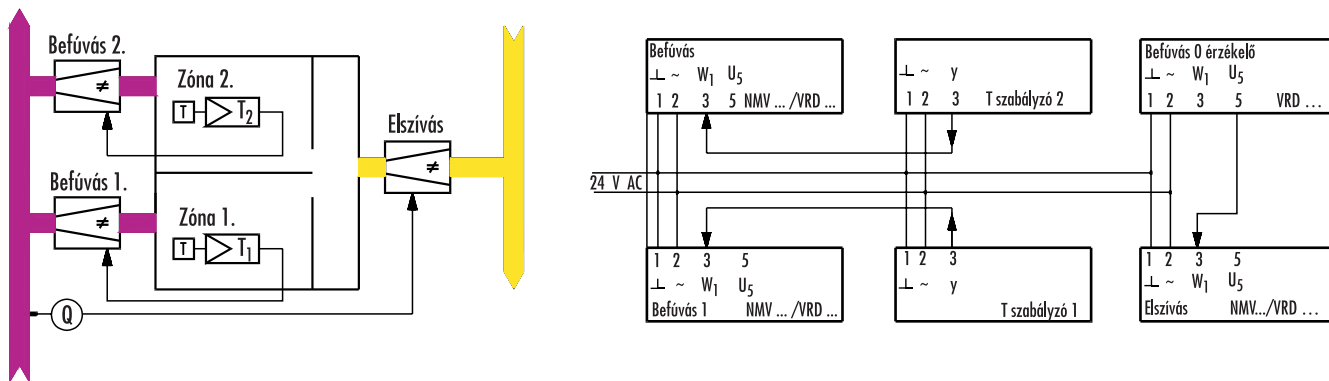 Befúvás 2.
≠
Zóna 2.
T
T2
Elszívás
≠
Befúvás 1.
≠
Zóna 1.
T
T1
Q
Befúvás
⊥ ~ W1 U5
1 2 3 5 NMV ... /VRD ...
⊥ ~ y
1 2 3 T szabályzó 2
Befúvás 0 érzékelő
⊥ ~ W1 U5
1 2 3 5 VRD ...
24 V AC
1 2 3 5
⊥ ~ W1 U5
Befúvás 1 NMV ... /VRD ...
1 2 3
⊥ ~ y
T szabályzó 1
1 2 3 5
⊥ ~ W1 U5
Elszívás NMV.../VRD ...